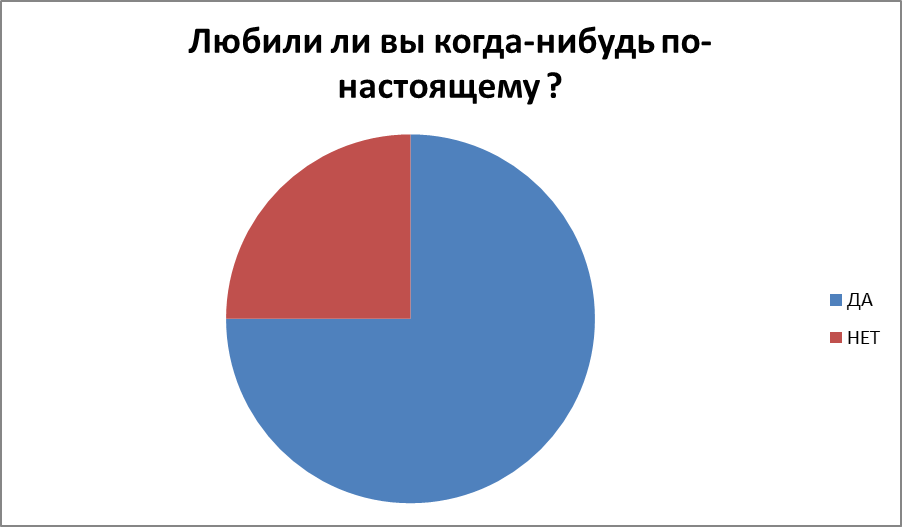 Любили ли вы когда-нибудь по-
настоящему ?
ДА
НЕТ